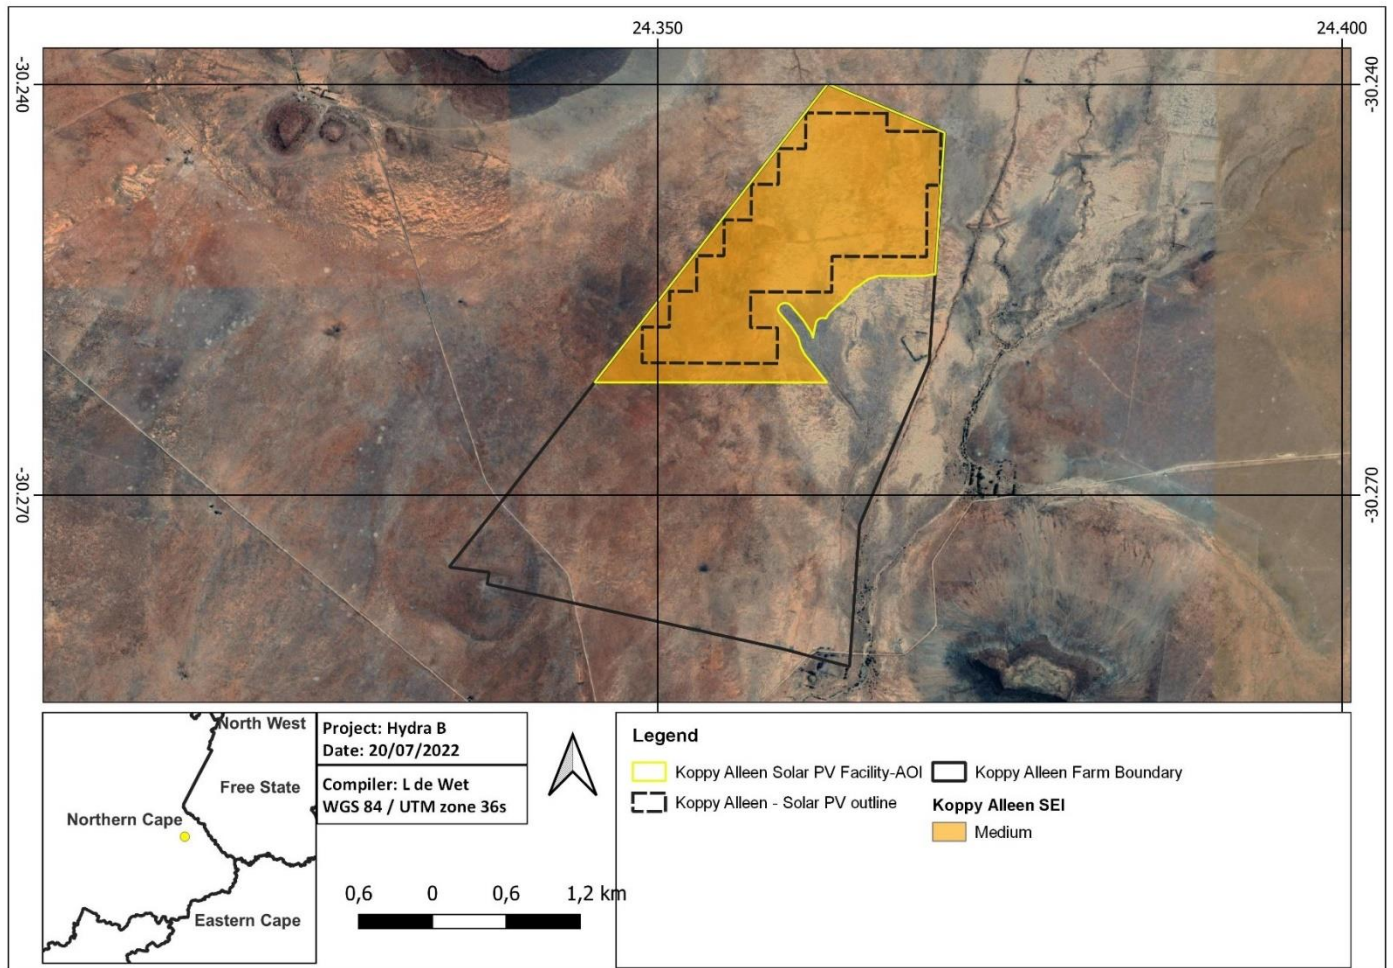 24.350
24.400
-30.240
-30.240
-30.270
-30.270
North West
Free State
Northern Cape
Eastern Cape
Project: Hydra B
Date: 20/07/2022
Compiler: L de Wet
WGS 84 / UTM zone 36s
0,6 0 0,6 1,2 km
Legend
Koppy Alleen Solar PV Facility-AOI
Koppy Alleen - Solar PV outline
Koppy Alleen Farm Boundary
Koppy Alleen SEI
Medium